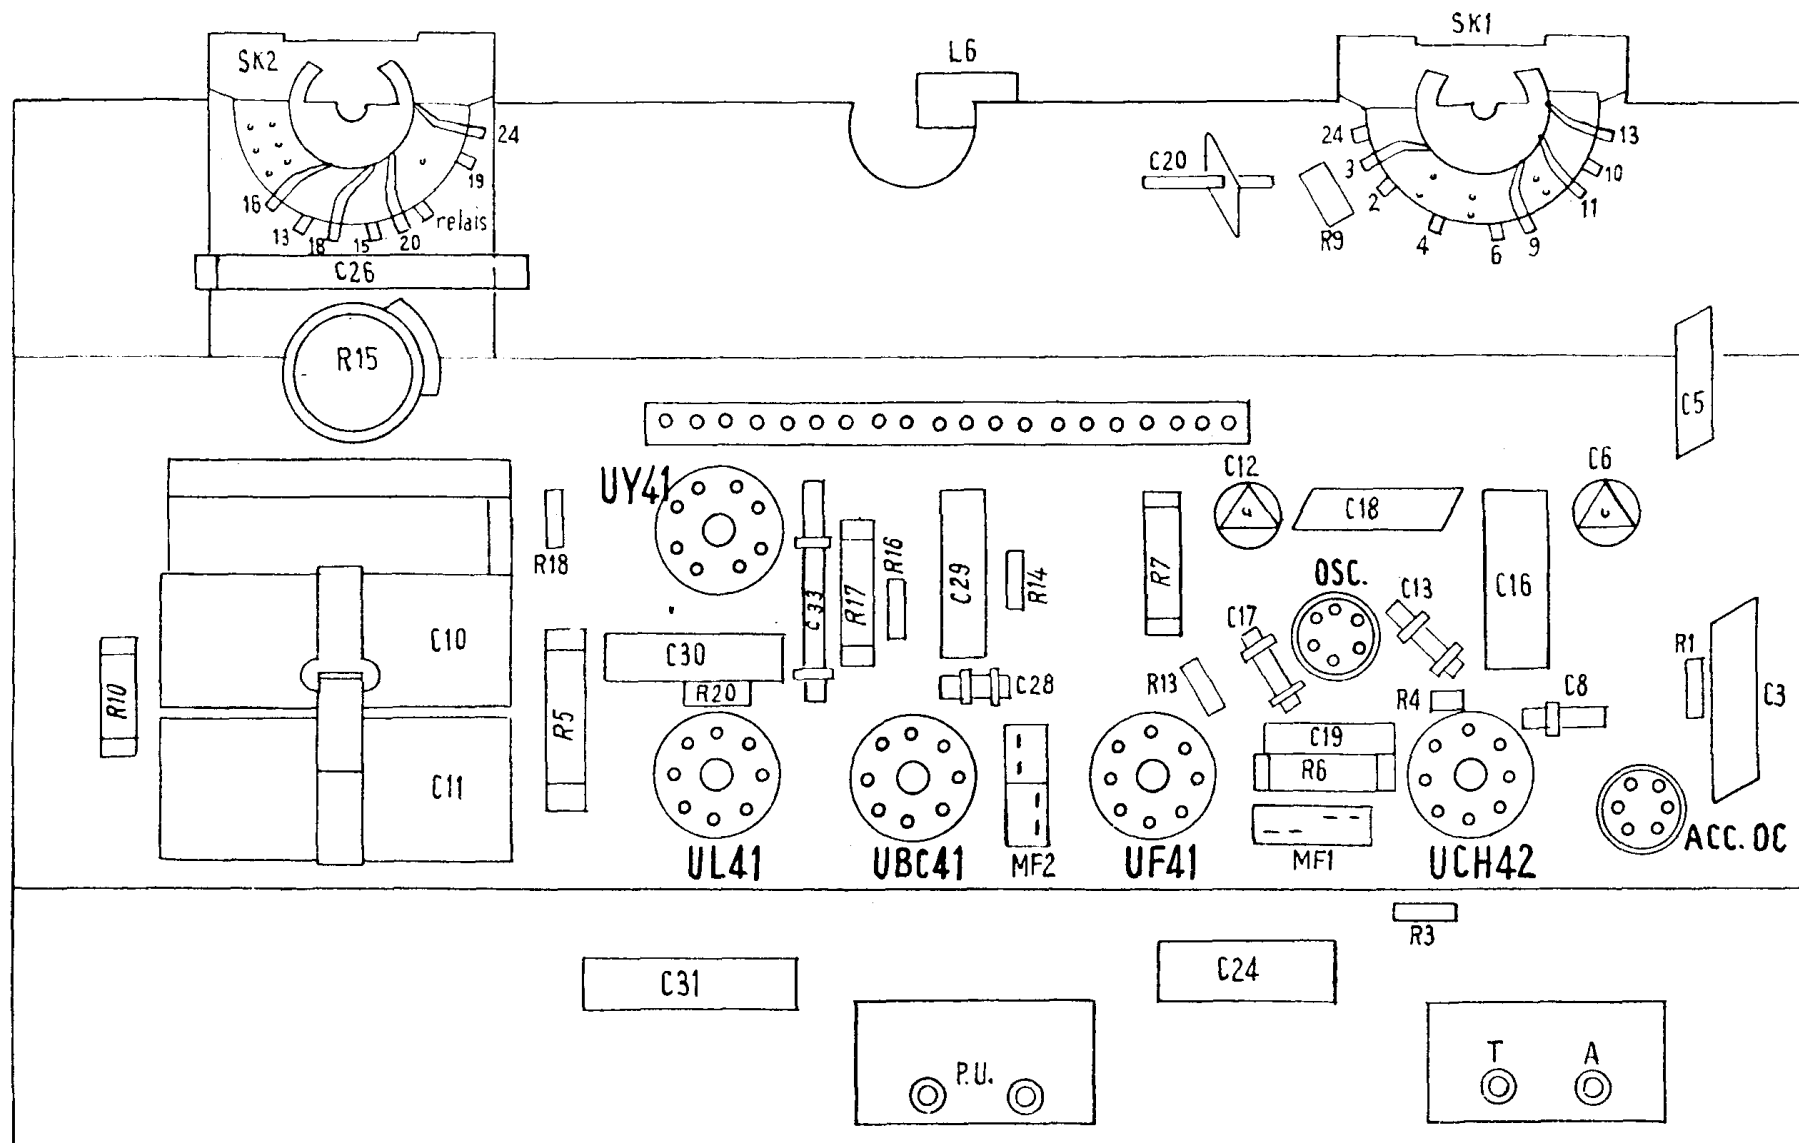 SK2
L6
SK1
24
19
relais
20
15
18
13
16
C26
R15
C20
R9
24
3
2
4
6
9
11
10
13
C5
UY41
C12
C18
C6
R18
C33
R17
R16
C29
R14
R7
OSC.
C17
C13
C16
R10
C10
R5
C30
R20
C28
R13
R4
C8
R1
C3
C11
C19
R6
UL41
UBC41
MF2
UF41
MF1
UCH42
ACC.OC
R3
C31
C24
P.U.
T
A